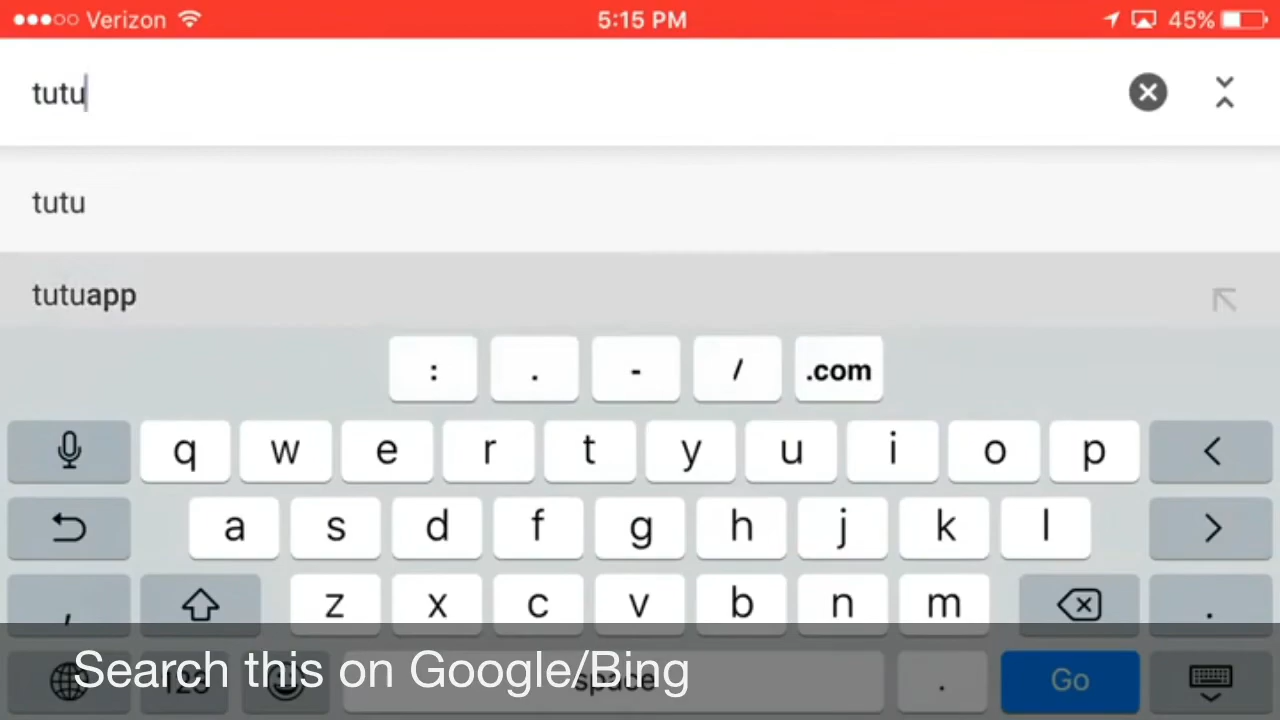 Verizon 5:15 PM 45%
tutu
tutu
tutuapp
: . - / .com
q w e r t y u i o p <
a s d f g h j k l >
, z x c v b n m .
123 space . Go
Search this on Google/Bing